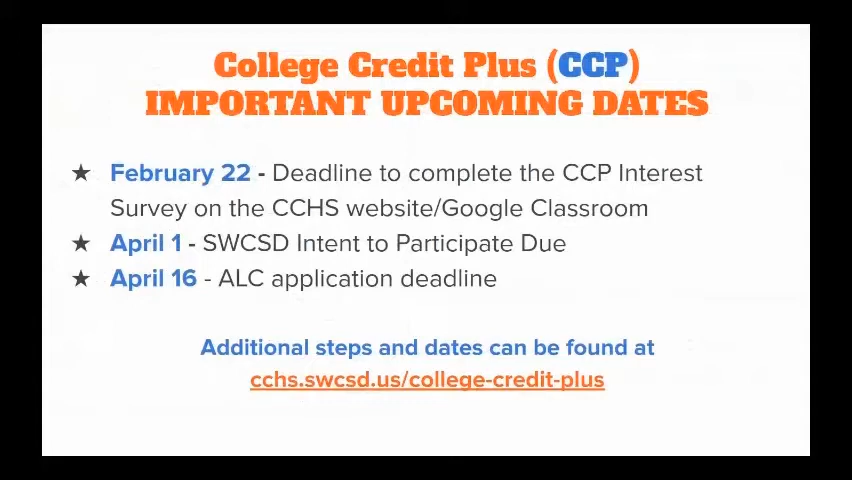 College Credit Plus (CCP)
IMPORTANT UPCOMING DATES
★ February 22 - Deadline to complete the CCP Interest
Survey on the CCHS website/Google Classroom
★ April 1 - SWCSD Intent to Participate Due
★ April 16 - ALC application deadline
Additional steps and dates can be found at
cchs.swcsd.us/college-credit-plus